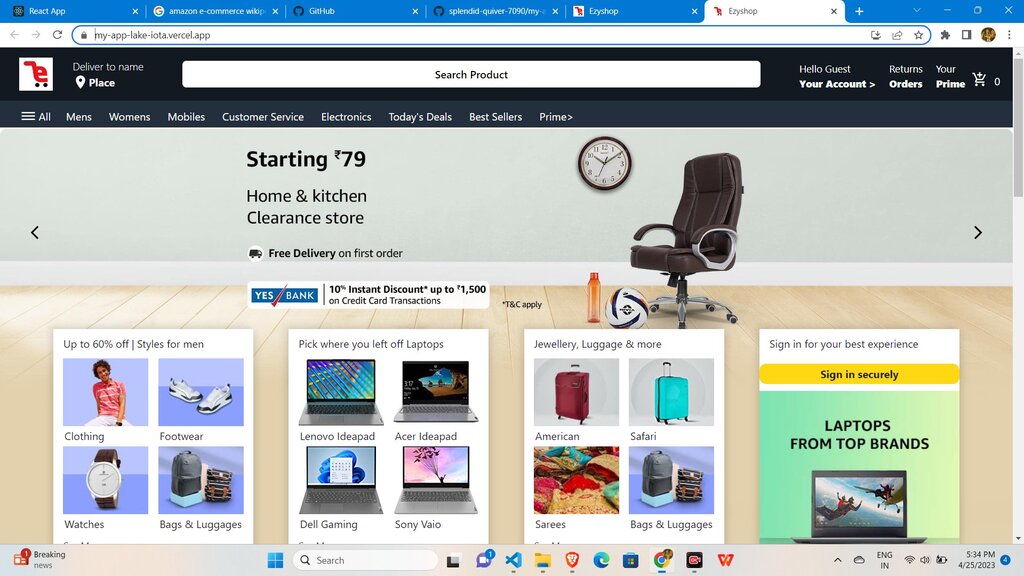 React App
amazon e-commerce wikip
GitHub
splendid-quiver-7090/my-a
Ezyshop
Ezyshop
my-app-lake-iota.vercel.app
Deliver to name
Place
Search Product
Hello Guest
Your Account >
Returns
Orders
Your
Prime
0
All Mens Womens Mobiles Customer Service Electronics Today's Deals Best Sellers Prime>
Starting ₹79
Home & kitchen
Clearance store
Free Delivery on first order
YES BANK
10% Instant Discount* up to ₹1,500
on Credit Card Transactions
*T&C apply
Up to 60% off | Styles for men
Clothing
Footwear
Watches
Bags & Luggages
Pick where you left off Laptops
Lenovo Ideapad
Acer Ideapad
Dell Gaming
Sony Vaio
Jewellery, Luggage & more
American
Safari
Sarees
Bags & Luggages
Sign in for your best experience
Sign in securely
LAPTOPS
FROM TOP BRANDS
1
Breaking
news
Search
1
ENG
IN
5:34 PM
4/25/2023
4